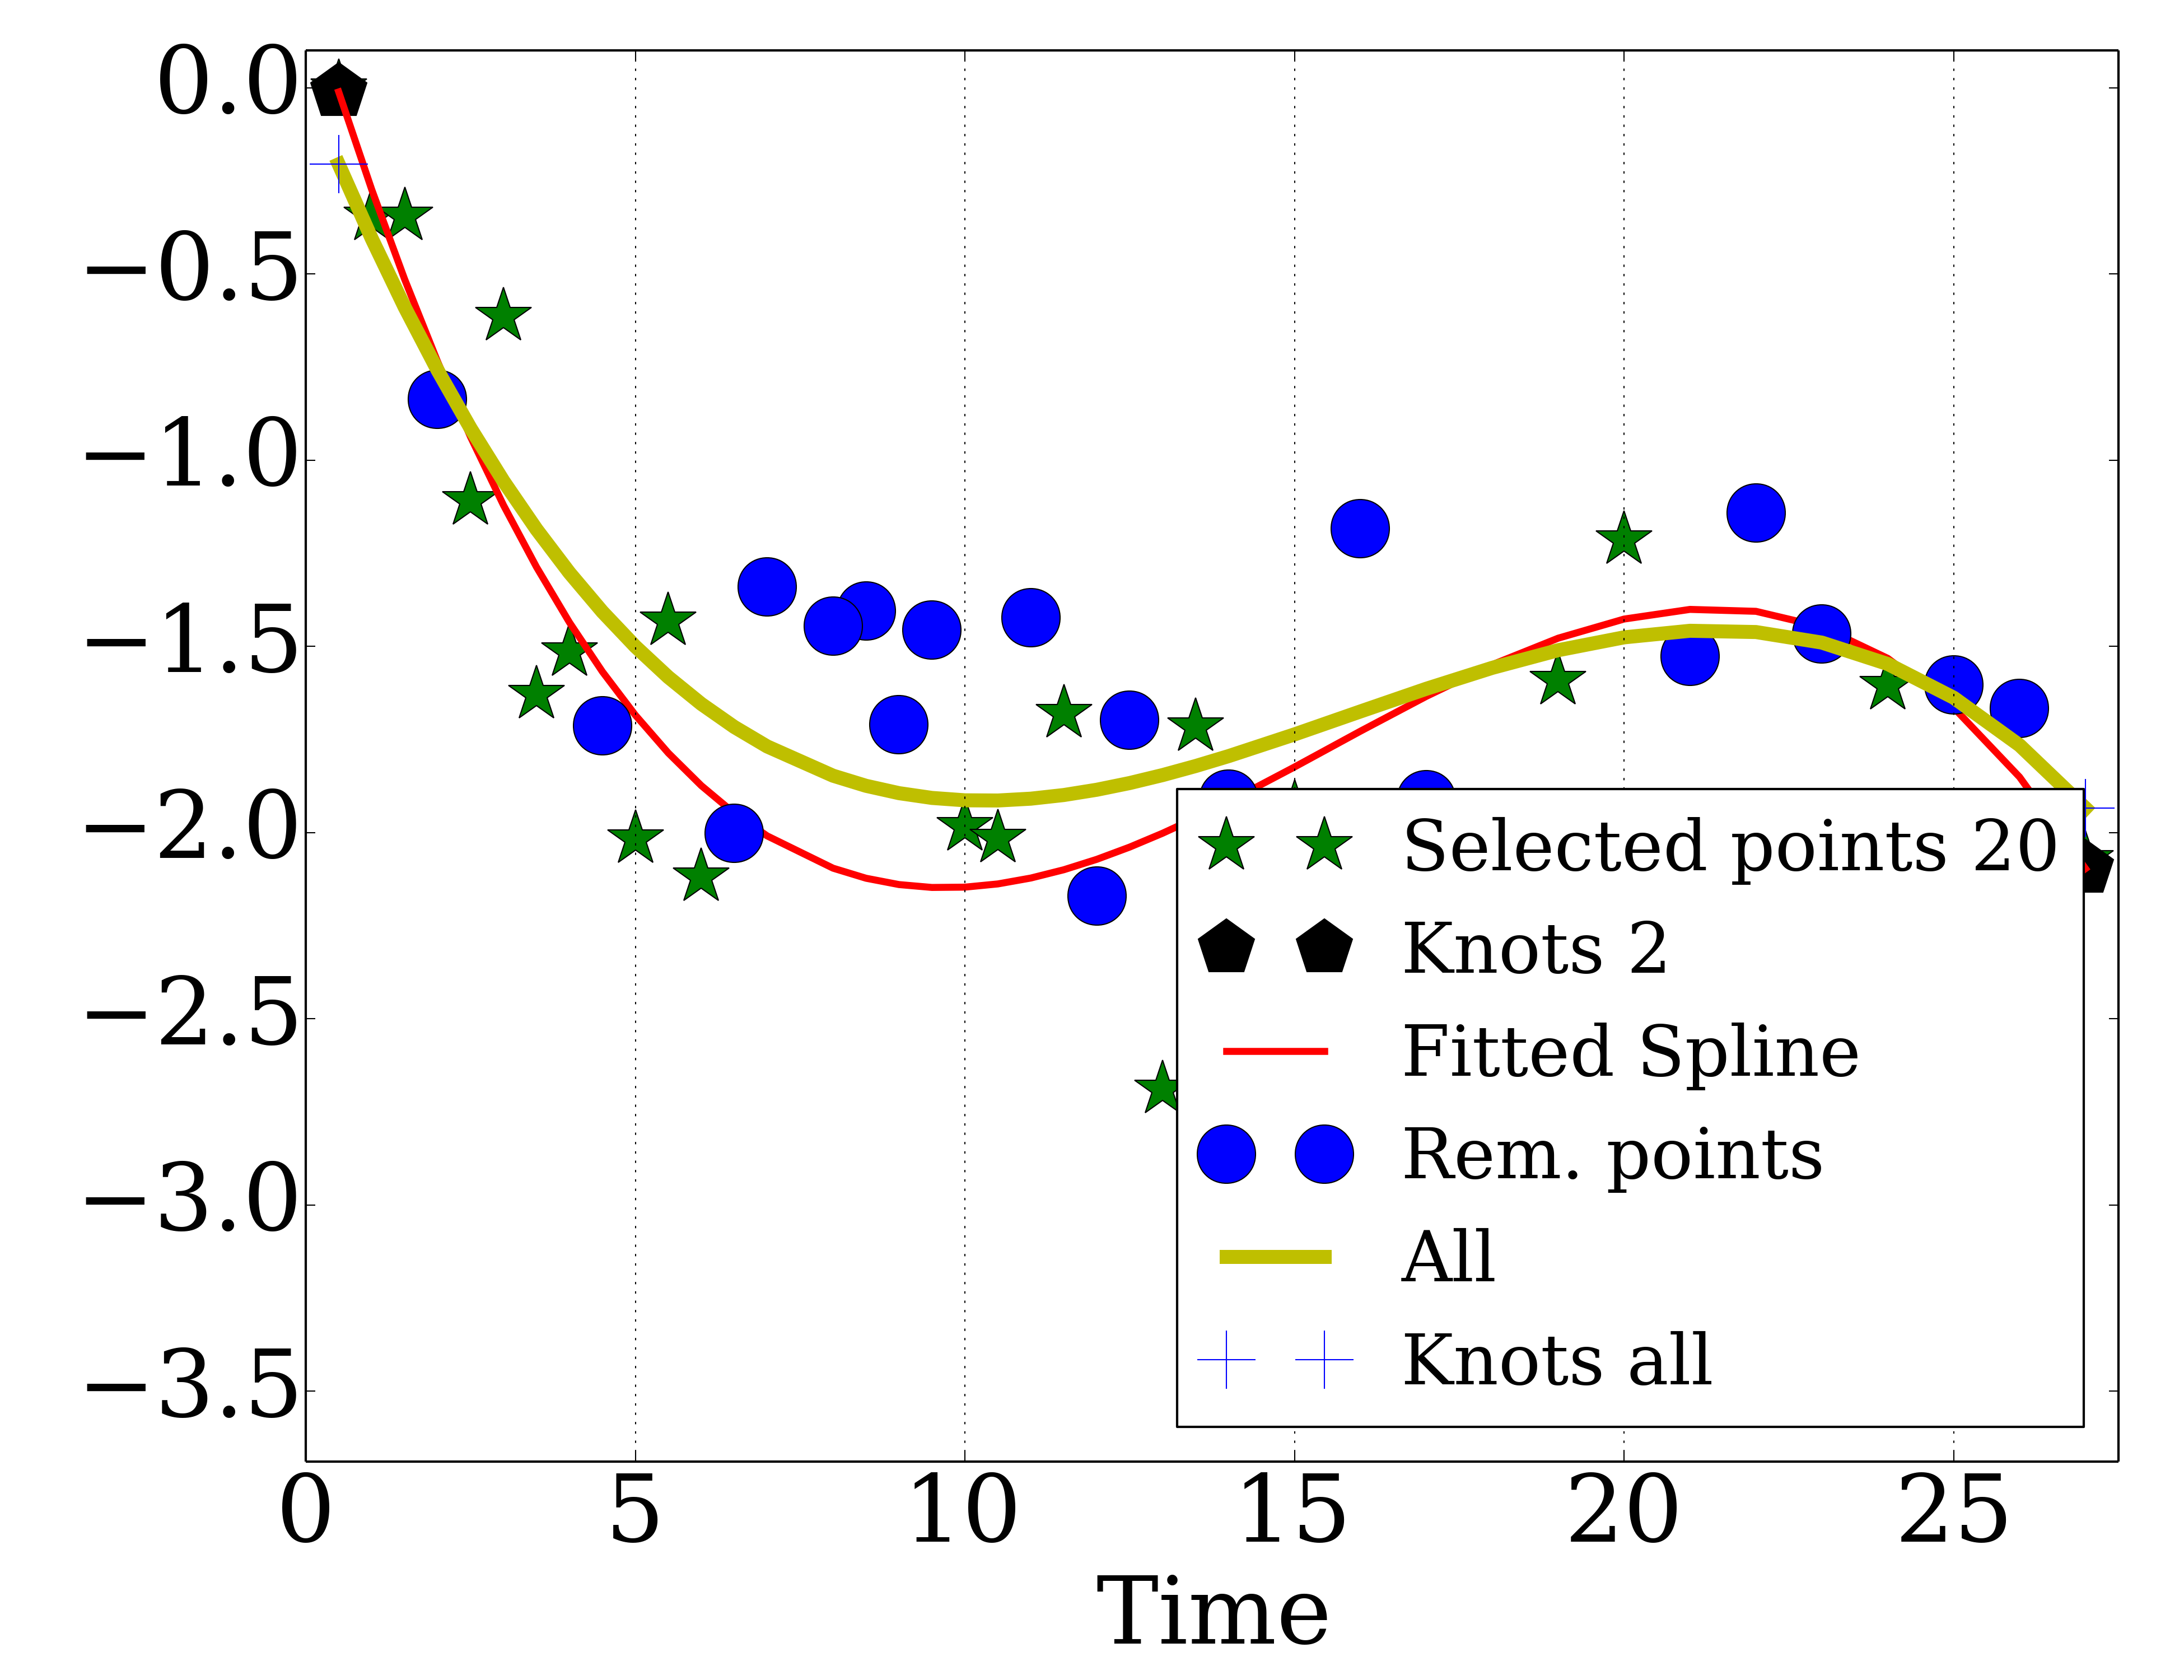 0.0
−0.5
−1.0
−1.5
−2.0
−2.5
−3.0
−3.5
Selected points 20
Knots 2
Fitted Spline
Rem. points
All
Knots all
0 5 10 15 20 25
Time